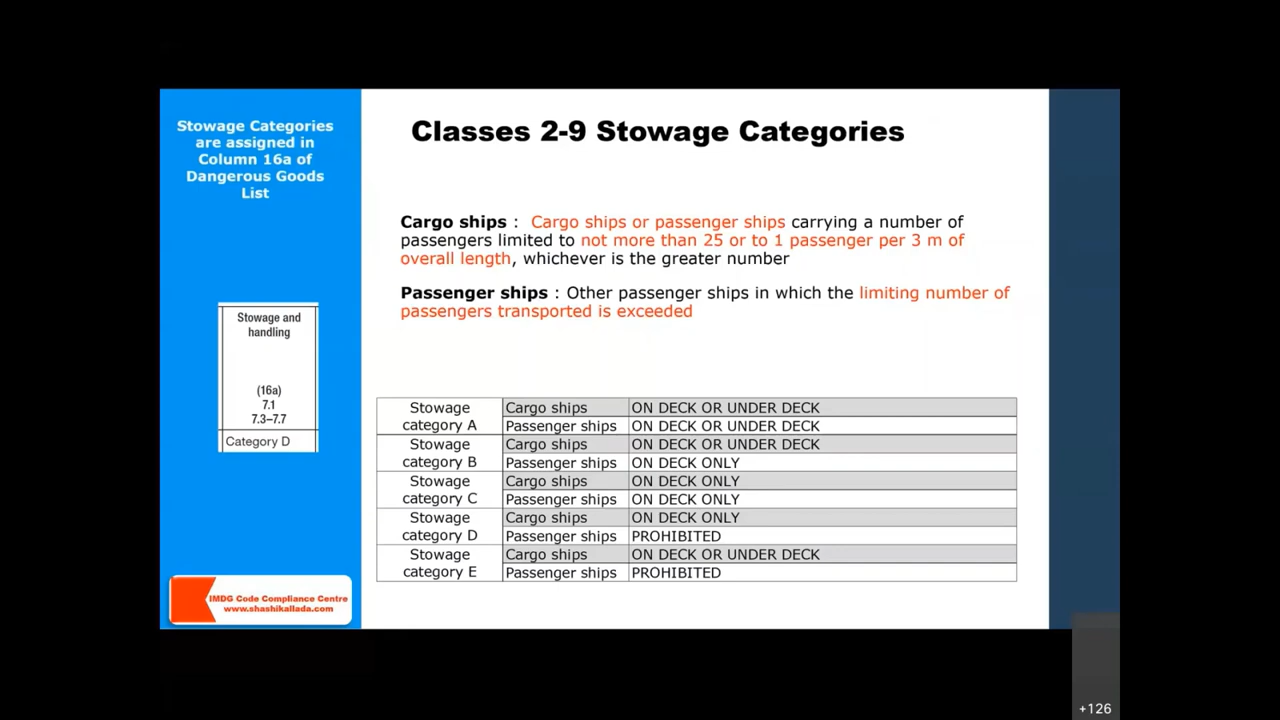 Stowage Categories
are assigned in
Column 16a of
Dangerous Goods
List
Classes 2-9 Stowage Categories
Cargo ships : Cargo ships or passenger ships carrying a number of
passengers limited to not more than 25 or to 1 passenger per 3 m of
overall length, whichever is the greater number
Passenger ships : Other passenger ships in which the limiting number of
passengers transported is exceeded
Stowage and
handling
(16a)
7.1
7.3–7.7
Category D
Stowage category A Cargo ships ON DECK OR UNDER DECK
Passenger ships ON DECK OR UNDER DECK
Stowage category B Cargo ships ON DECK OR UNDER DECK
Passenger ships ON DECK ONLY
Stowage category C Cargo ships ON DECK ONLY
Passenger ships ON DECK ONLY
Stowage category D Cargo ships ON DECK ONLY
Passenger ships PROHIBITED
Stowage category E Cargo ships ON DECK OR UNDER DECK
Passenger ships PROHIBITED
IMDG Code Compliance Centre
www.shashikallada.com
+126